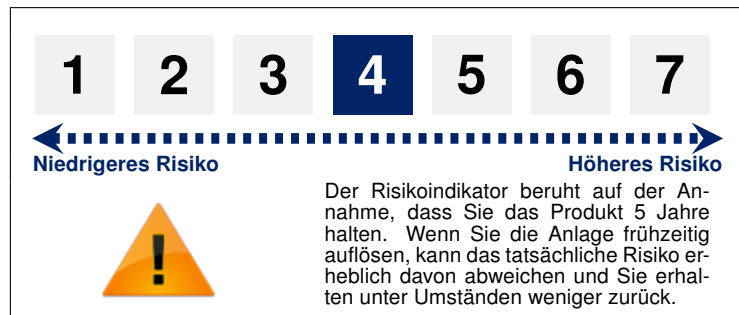 1 2 3 4 5 6 7
Niedrigeres Risiko Höheres Risiko
Der Risikoindikator beruht auf der An-
nahme, dass Sie das Produkt 5 Jahre
halten. Wenn Sie die Anlage frühzeitig
auflösen, kann das tatsächliche Risiko er-
heblich davon abweichen und Sie erhal-
ten unter Umständen weniger zurück.
!